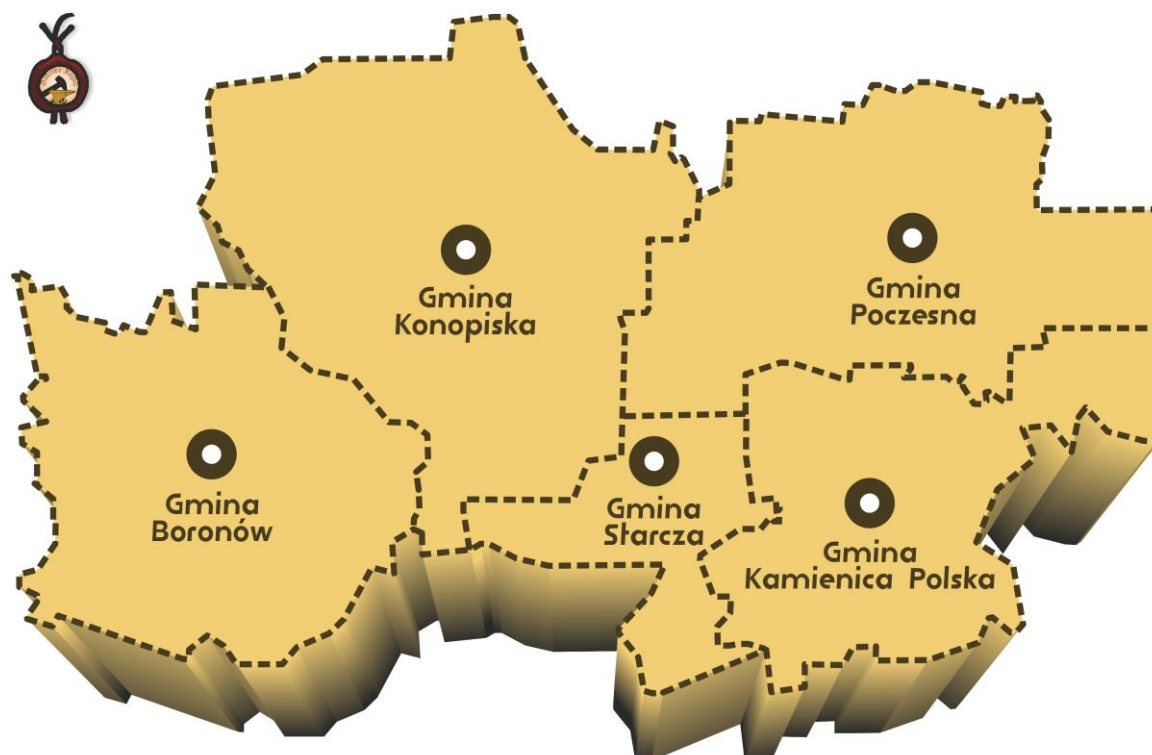 Gmina
Konopiska
Gmina
Poczesna
Gmina
Boronów
Gmina
Starcza
Gmina
Kamienica Polska